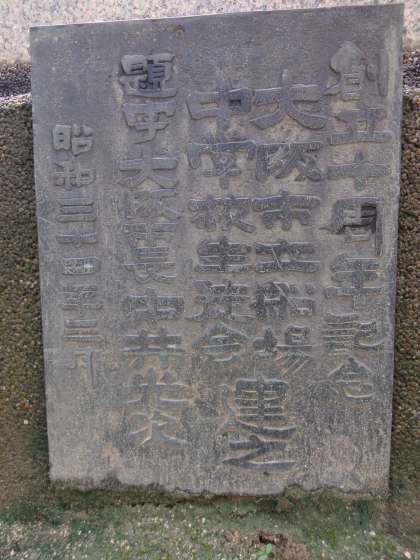 創立十周年記念
大阪市立船場
中学校生徒会
建之
題字大阪市長中井光次
昭和三十四年三月